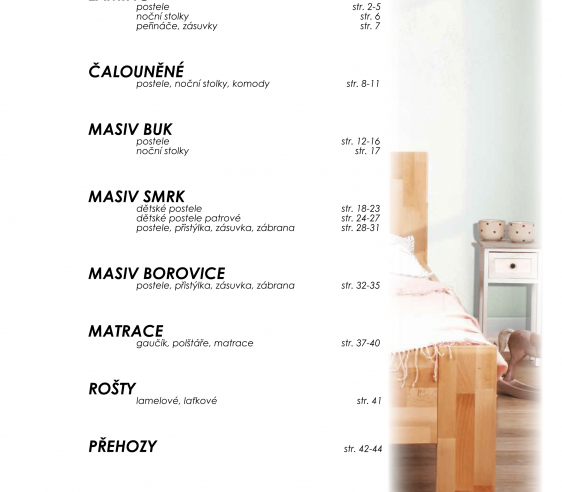 postele str. 2-5
noční stolky str. 6
peřináče, zásuvky str. 7
ČALOUNĚNÉ
postele, noční stolky, komody str. 8-11
MASIV BUK
postele str. 12-16
noční stolky str. 17
MASIV SMRK
dětské postele str. 18-23
dětské postele patrové str. 24-27
postele, přistýlka, zásuvka, zábrana str. 28-31
MASIV BOROVICE
postele, přistýlka, zásuvka, zábrana str. 32-35
MATRACE
gaučík, polštáře, matrace str. 37-40
ROŠTY
lamelové, laťkové str. 41
PŘEHOZY str. 42-44